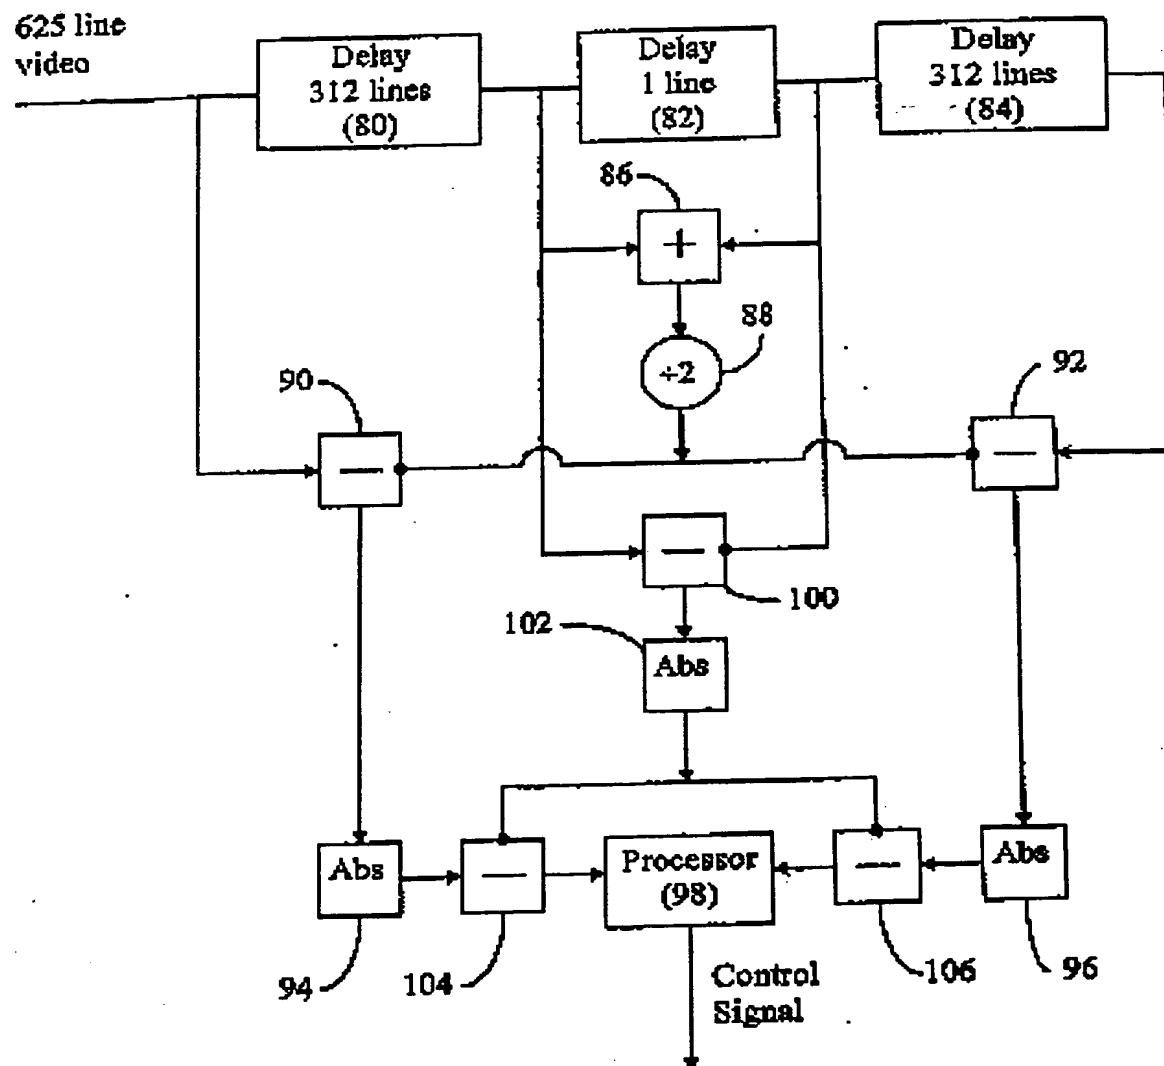 625 line
video
Delay
312 lines
(80)
Delay
1 line
(82)
Delay
312 lines
(84)
86
+
88
÷2
90
—
92
—
—
100
102
Abs
Abs
—
Processor
(98)
—
Abs
94
104
Control
Signal
106
96